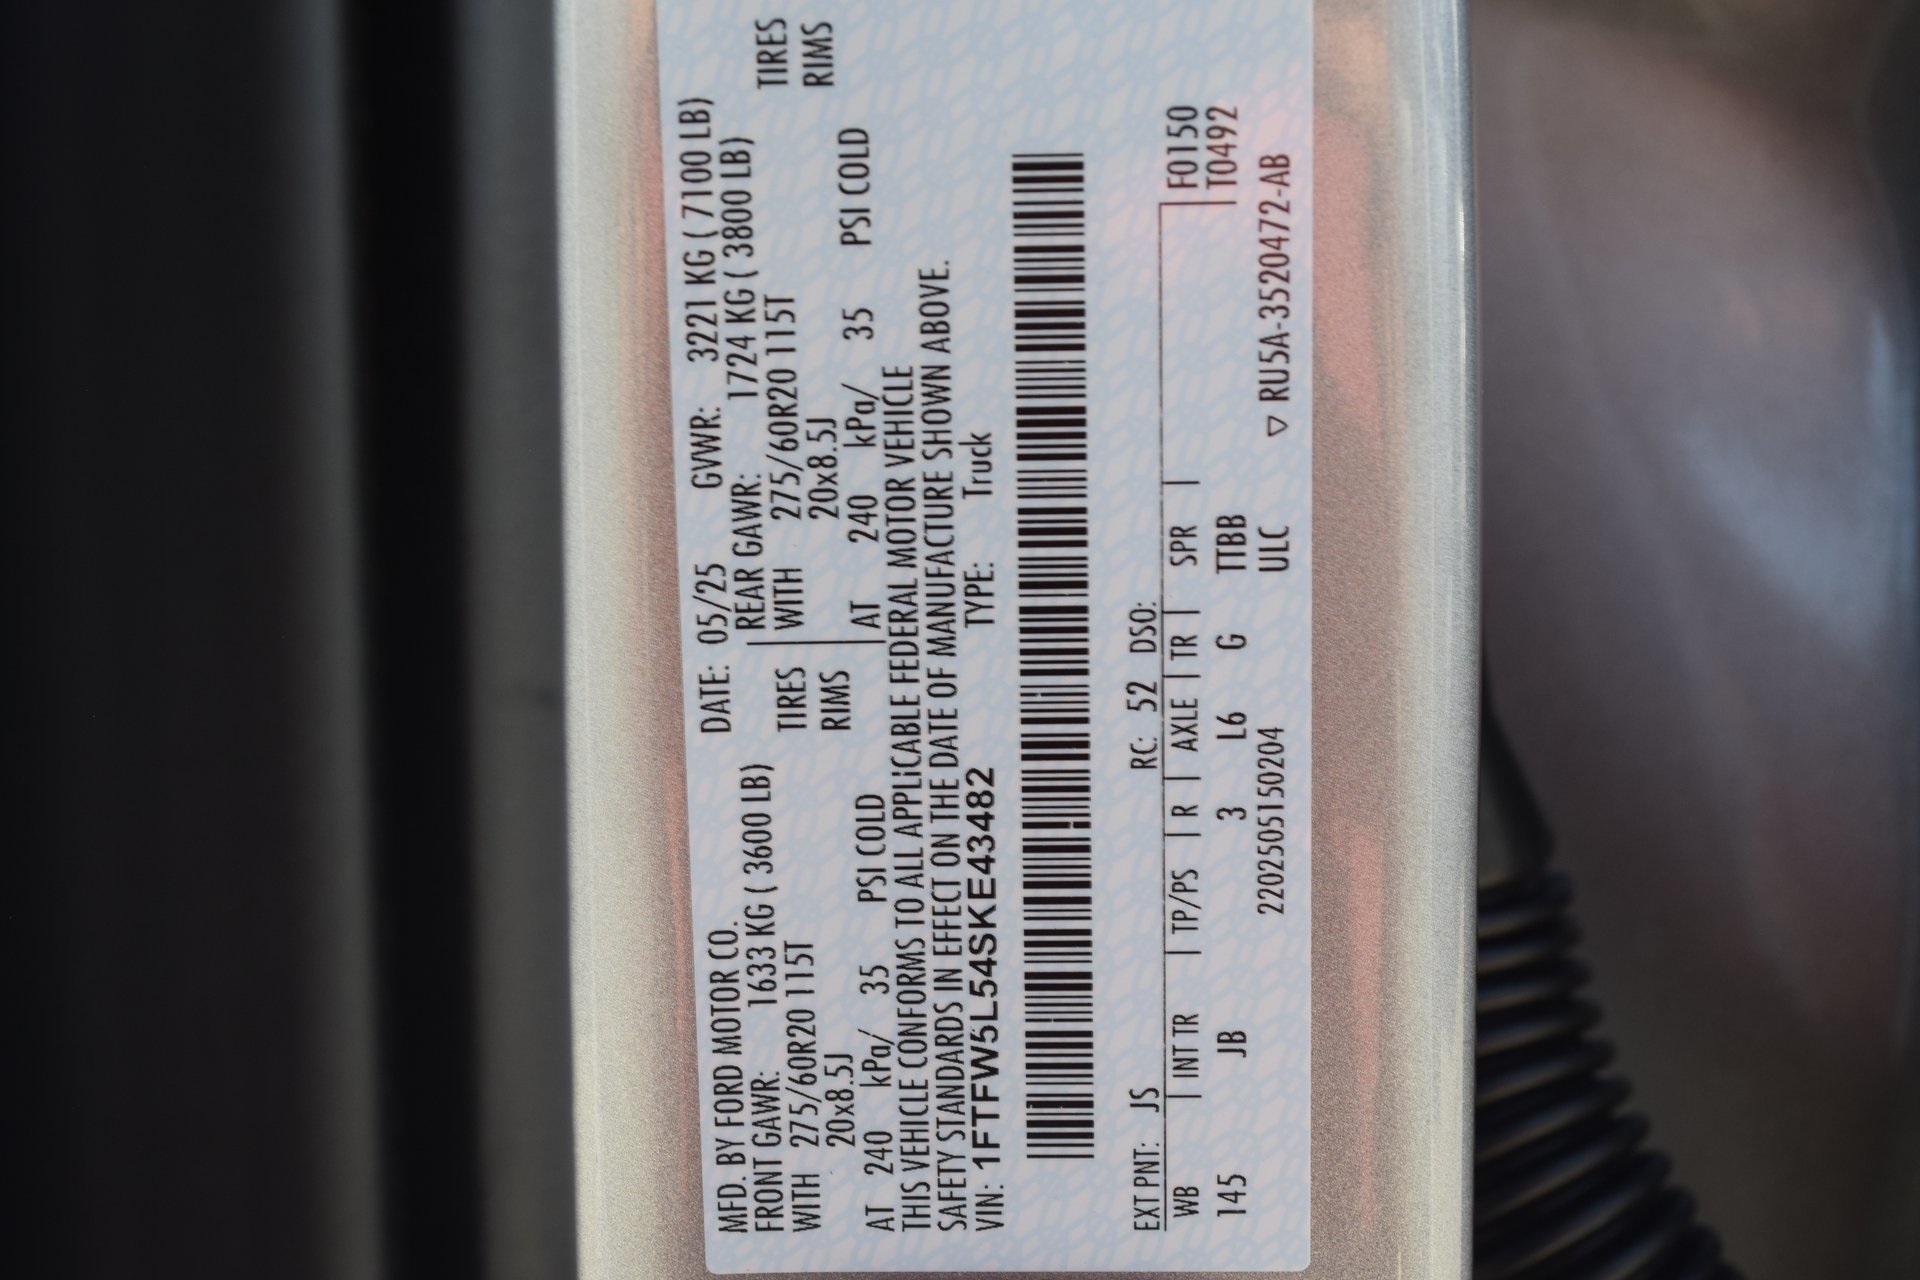 MFD. BY FORD MOTOR CO. DATE: 05/25 GVWR: 3221 KG ( 7100 LB)
FRONT GAWR: 1633 KG ( 3600 LB) REAR GAWR: 1724 KG ( 3800 LB)
WITH 275/60R20 115T TIRES WITH 275/60R20 115T TIRES
20x8.5J RIMS 20x8.5J RIMS
AT 240 kPa/ 35 PSI COLD AT 240 kPa/ 35 PSI COLD
THIS VEHICLE CONFORMS TO ALL APPLICABLE FEDERAL MOTOR VEHICLE
SAFETY STANDARDS IN EFFECT ON THE DATE OF MANUFACTURE SHOWN ABOVE.
VIN: 1FTFW5L54SKE43482 TYPE: Truck
EXT PNT: JS RC: 52 DSO:
WB | INT TR | TP/PS | R | AXLE | TR | SPR | F0150
145 JB 3 L6 G TTBB T0492
2202505150204 ULC ▽ RU5A-3520472-AB